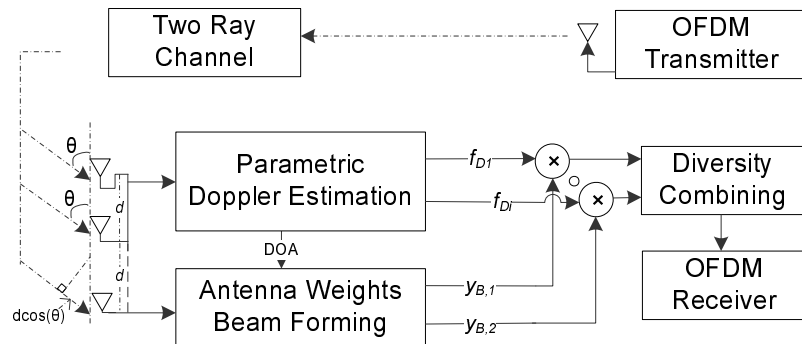 Two Ray
Channel
OFDM
Transmitter
θ
θ
d
d
dcos(θ)
Parametric
Doppler Estimation
f_{D1}
f_{Di}
×
×
Diversity
Combining
DOA
Antenna Weights
Beam Forming
y_{B,1}
y_{B,2}
OFDM
Receiver